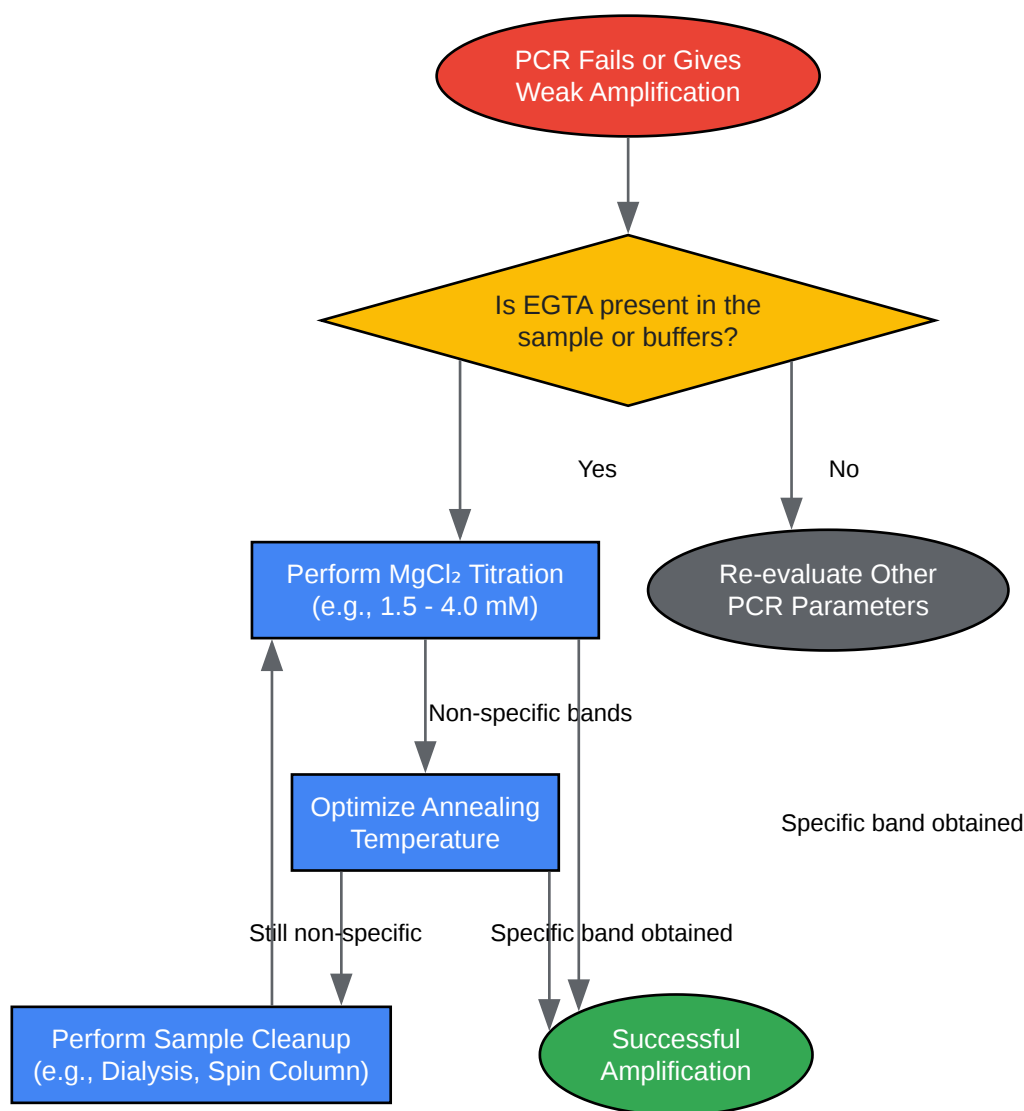 PCR Fails or Gives
Weak Amplification
Is EGTA present in the
sample or buffers?
Yes
No
Perform MgCl₂ Titration
(e.g., 1.5 - 4.0 mM)
Re-evaluate Other
PCR Parameters
Non-specific bands
Optimize Annealing
Temperature
Specific band obtained
Still non-specific
Specific band obtained
Perform Sample Cleanup
(e.g., Dialysis, Spin Column)
Successful
Amplification